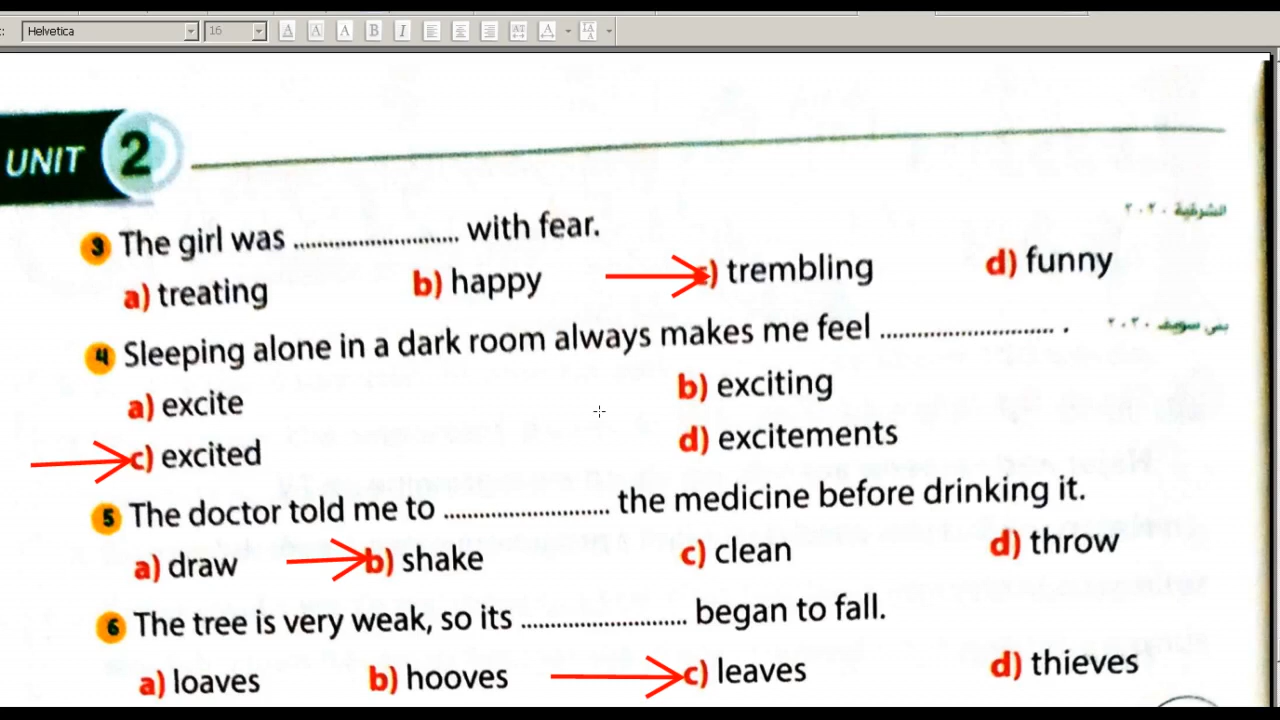 Helvetica 16
UNIT 2
الشرقية ٢٠٢٠
3 The girl was .......................... with fear.
a) treating b) happy c) trembling d) funny
4 Sleeping alone in a dark room always makes me feel .......................... . بنى سويف ٢٠٢٠
a) excite b) exciting
c) excited d) excitements
5 The doctor told me to .......................... the medicine before drinking it.
a) draw b) shake c) clean d) throw
6 The tree is very weak, so its .......................... began to fall.
a) loaves b) hooves c) leaves d) thieves